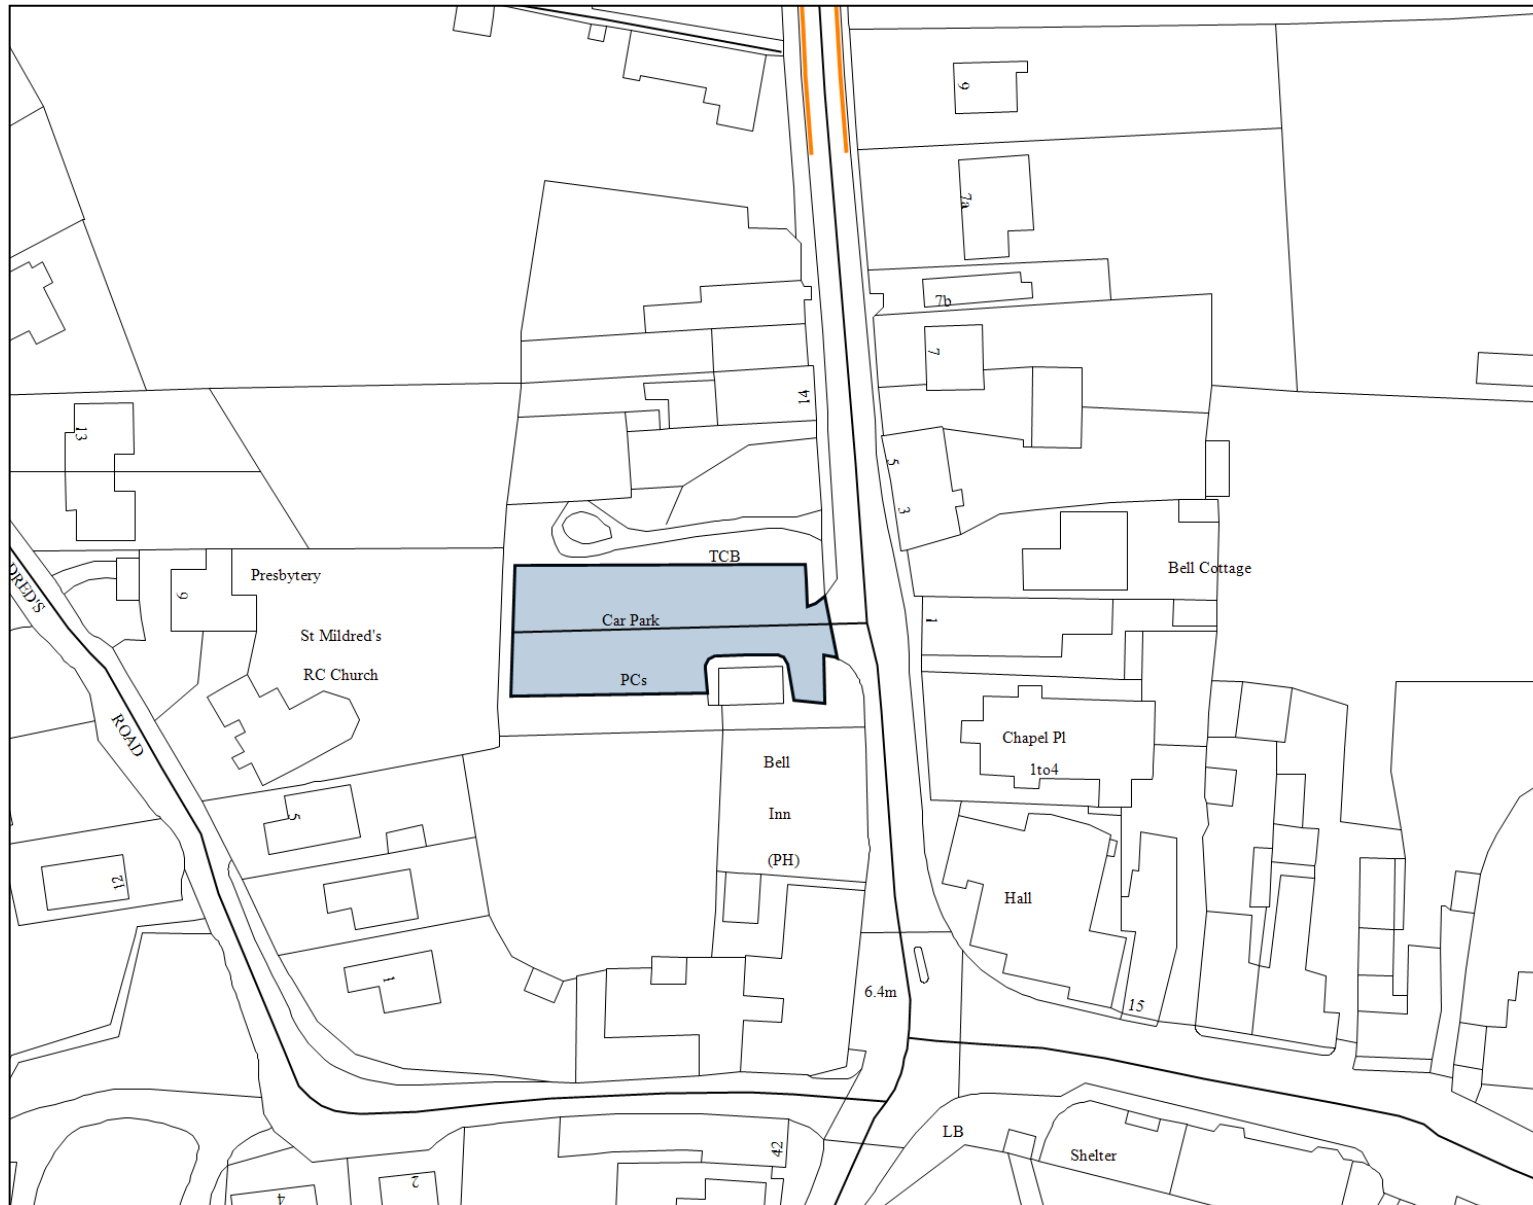 9
7a
7b
7
14
13
5
3
TCB
Bell Cottage
Presbytery
9
DRED'S
Car Park
1
St Mildred's
RC Church
PCs
ROAD
Chapel Pl
1to4
Bell
Inn
(PH)
5
12
Hall
1
6.4m
15
LB
42
Shelter
2
4